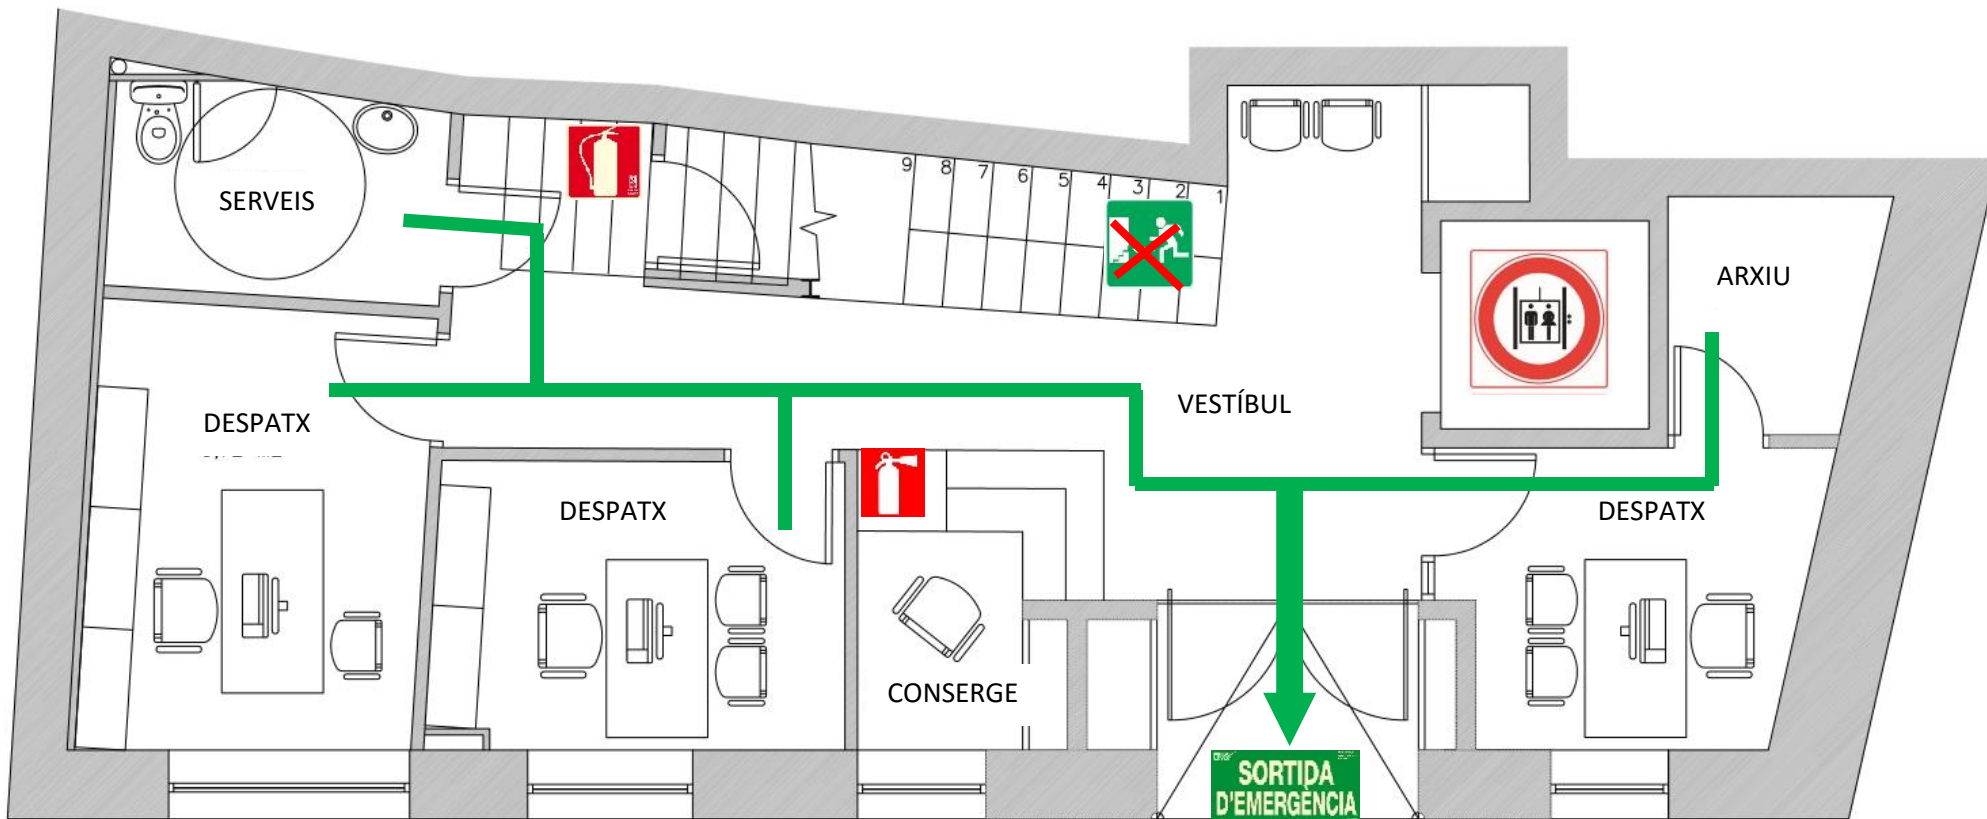 SERVEIS
9 8 7 6 5 4 3 2 1
ARXIU
VESTÍBUL
DESPATX
DESPATX
DESPATX
CONSERGE
SORTIDA
D'EMERGÈNCIA